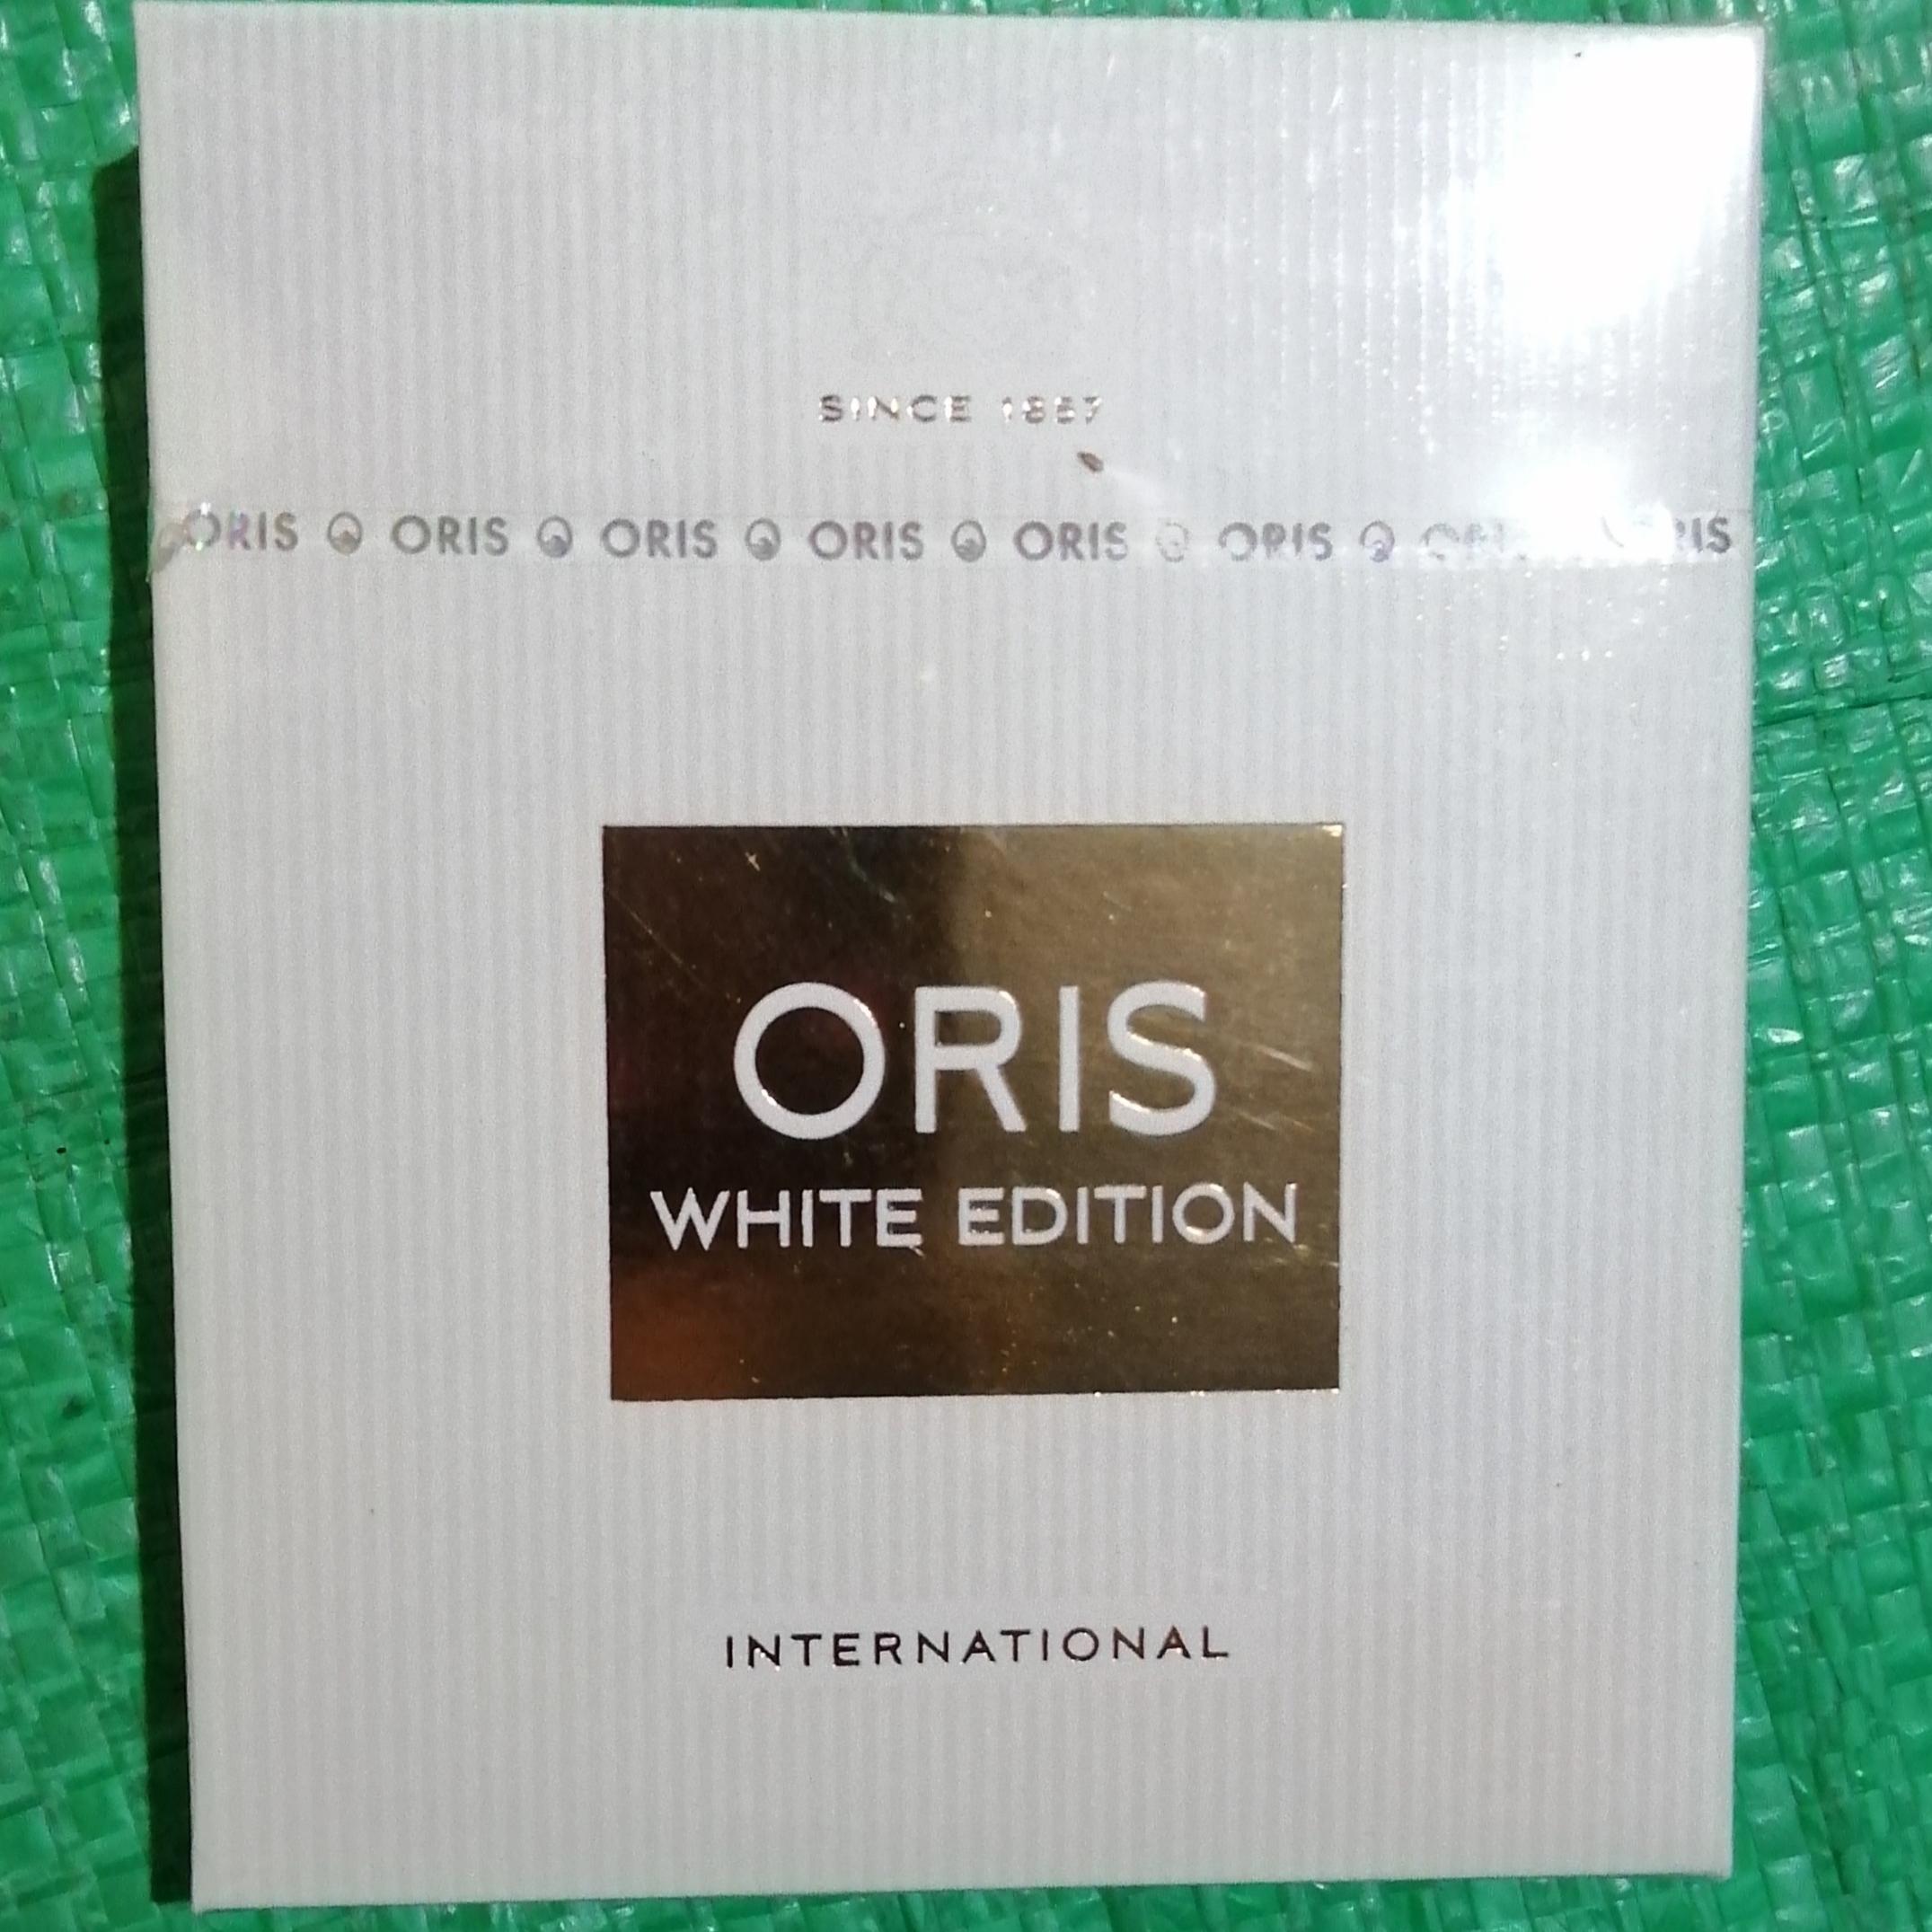 SINCE 1887
ORIS ORIS ORIS ORIS ORIS ORIS
ORIS
WHITE EDITION
INTERNATIONAL